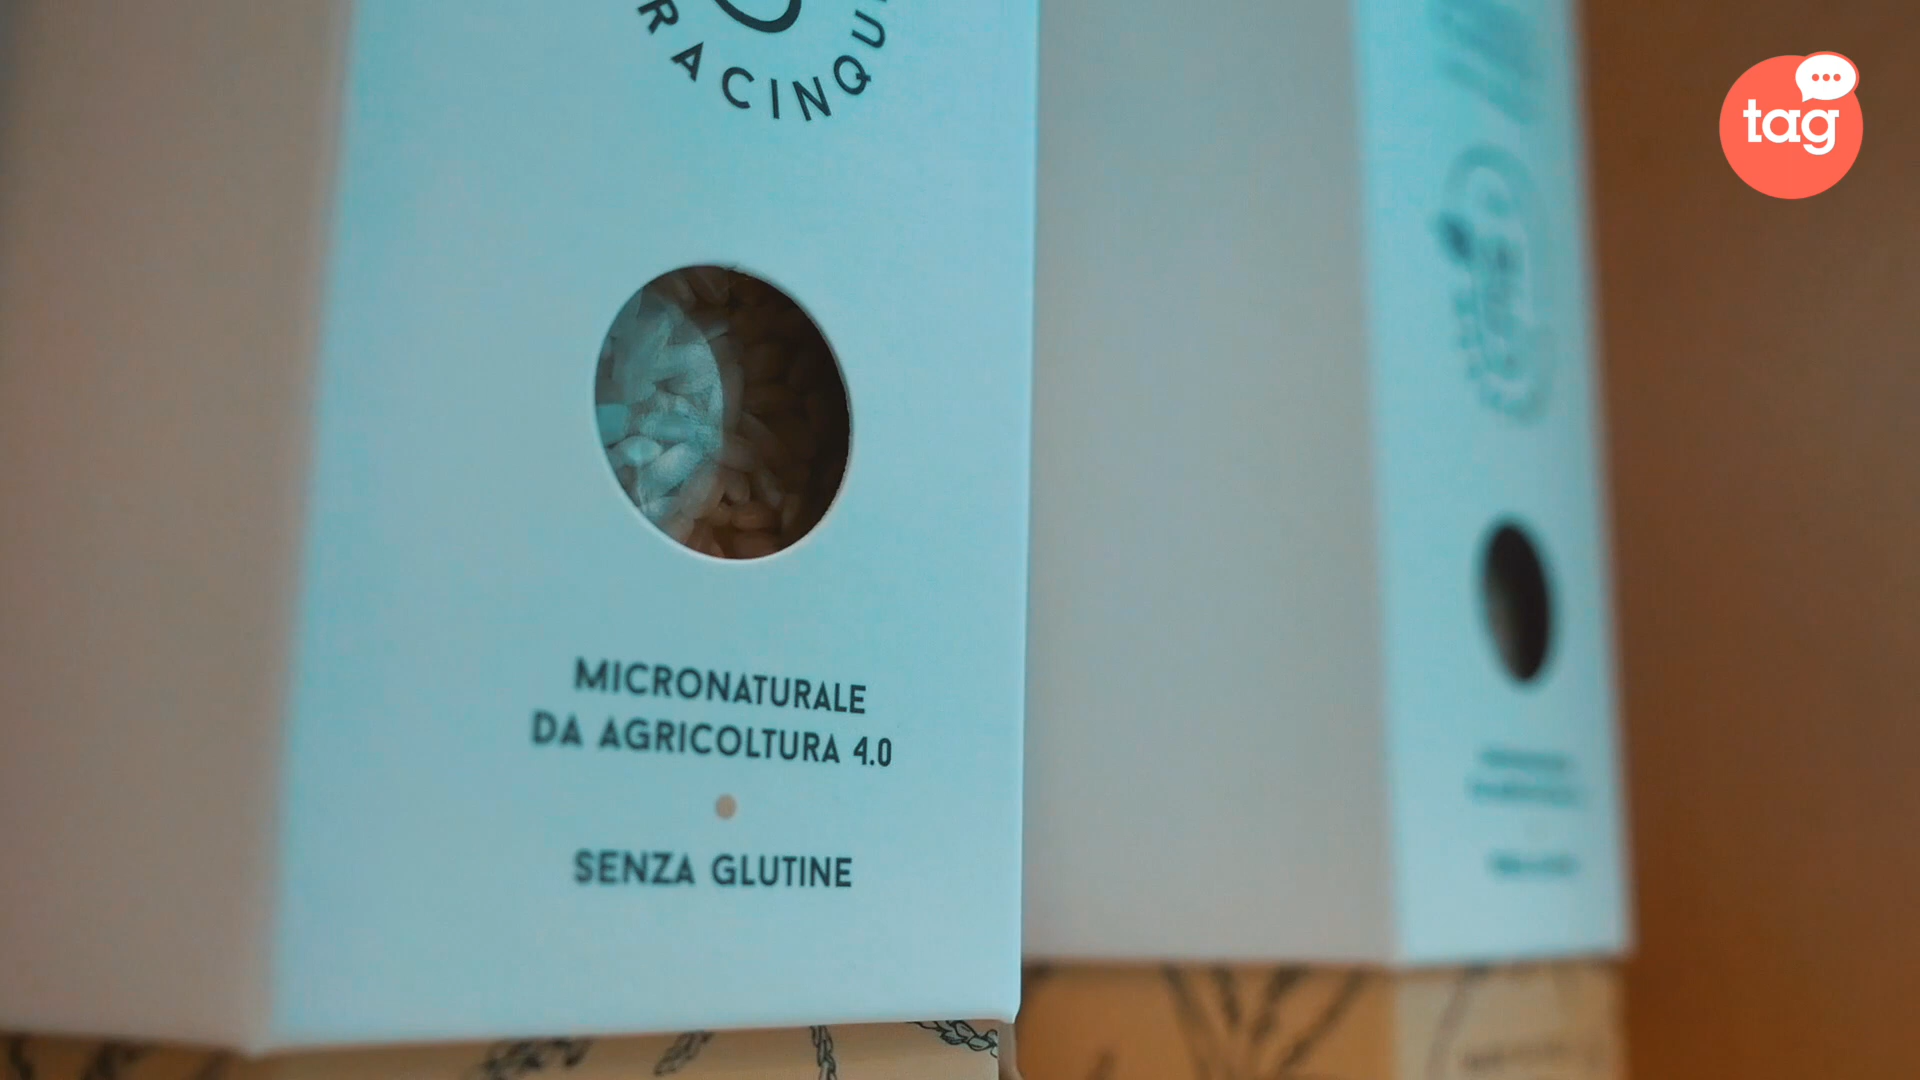 RACINQU
tag
MICRONATURALE
DA AGRICOLTURA 4.0
SENZA GLUTINE